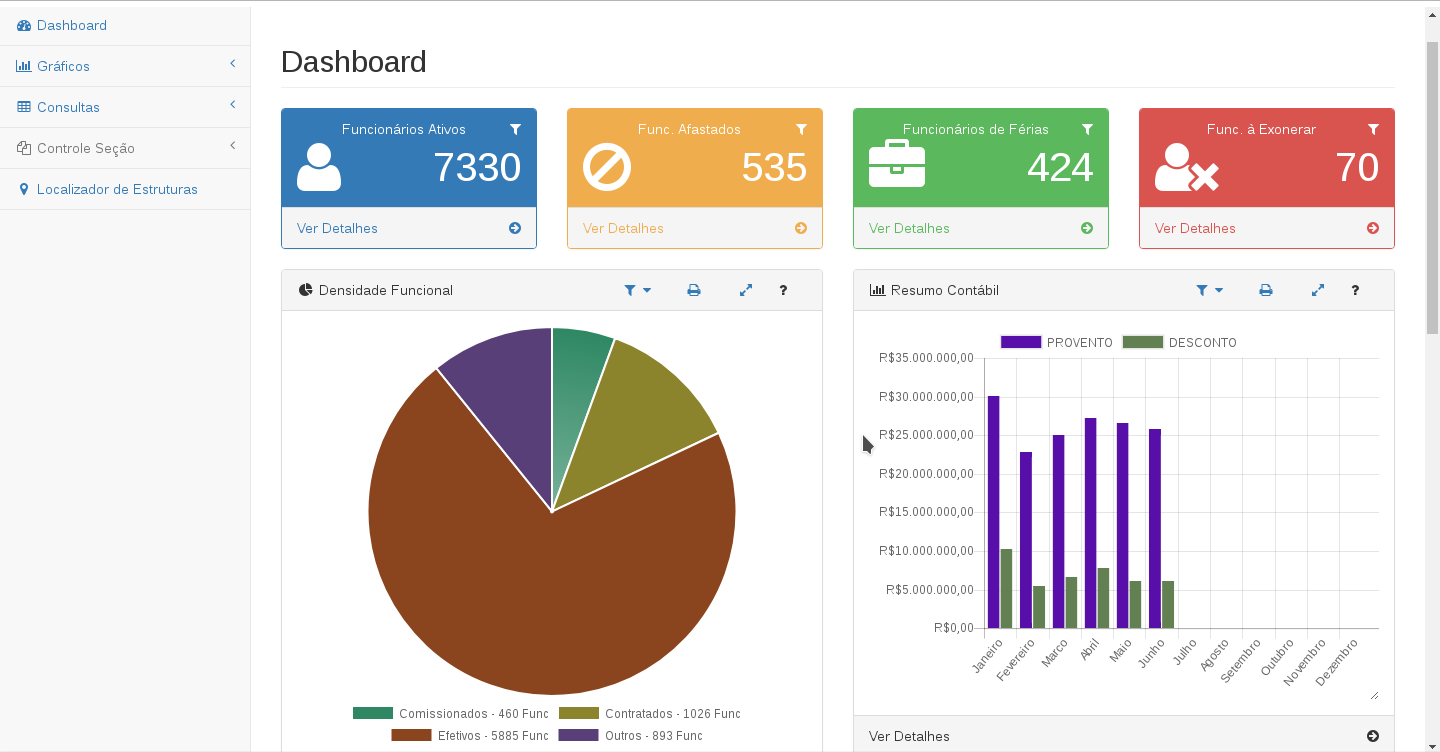 Dashboard
Gráficos
Consultas
Controle Seção
Localizador de Estruturas
Dashboard
Funcionários Ativos
7330
Ver Detalhes
Func. Afastados
535
Ver Detalhes
Funcionários de Férias
424
Ver Detalhes
Func. à Exonerar
70
Ver Detalhes
Densidade Funcional
?
Comissionados - 460 Func
Contratados - 1026 Func
Efetivos - 5885 Func
Outros - 893 Func
Resumo Contábil
?
PROVENTO
DESCONTO
R$35.000.000,00
R$30.000.000,00
R$25.000.000,00
R$20.000.000,00
R$15.000.000,00
R$10.000.000,00
R$5.000.000,00
R$0,00
Janeiro
Fevereiro
Marco
Abril
Maio
Junho
Julho
Agosto
Setembro
Outubro
Novembro
Dezembro
Ver Detalhes